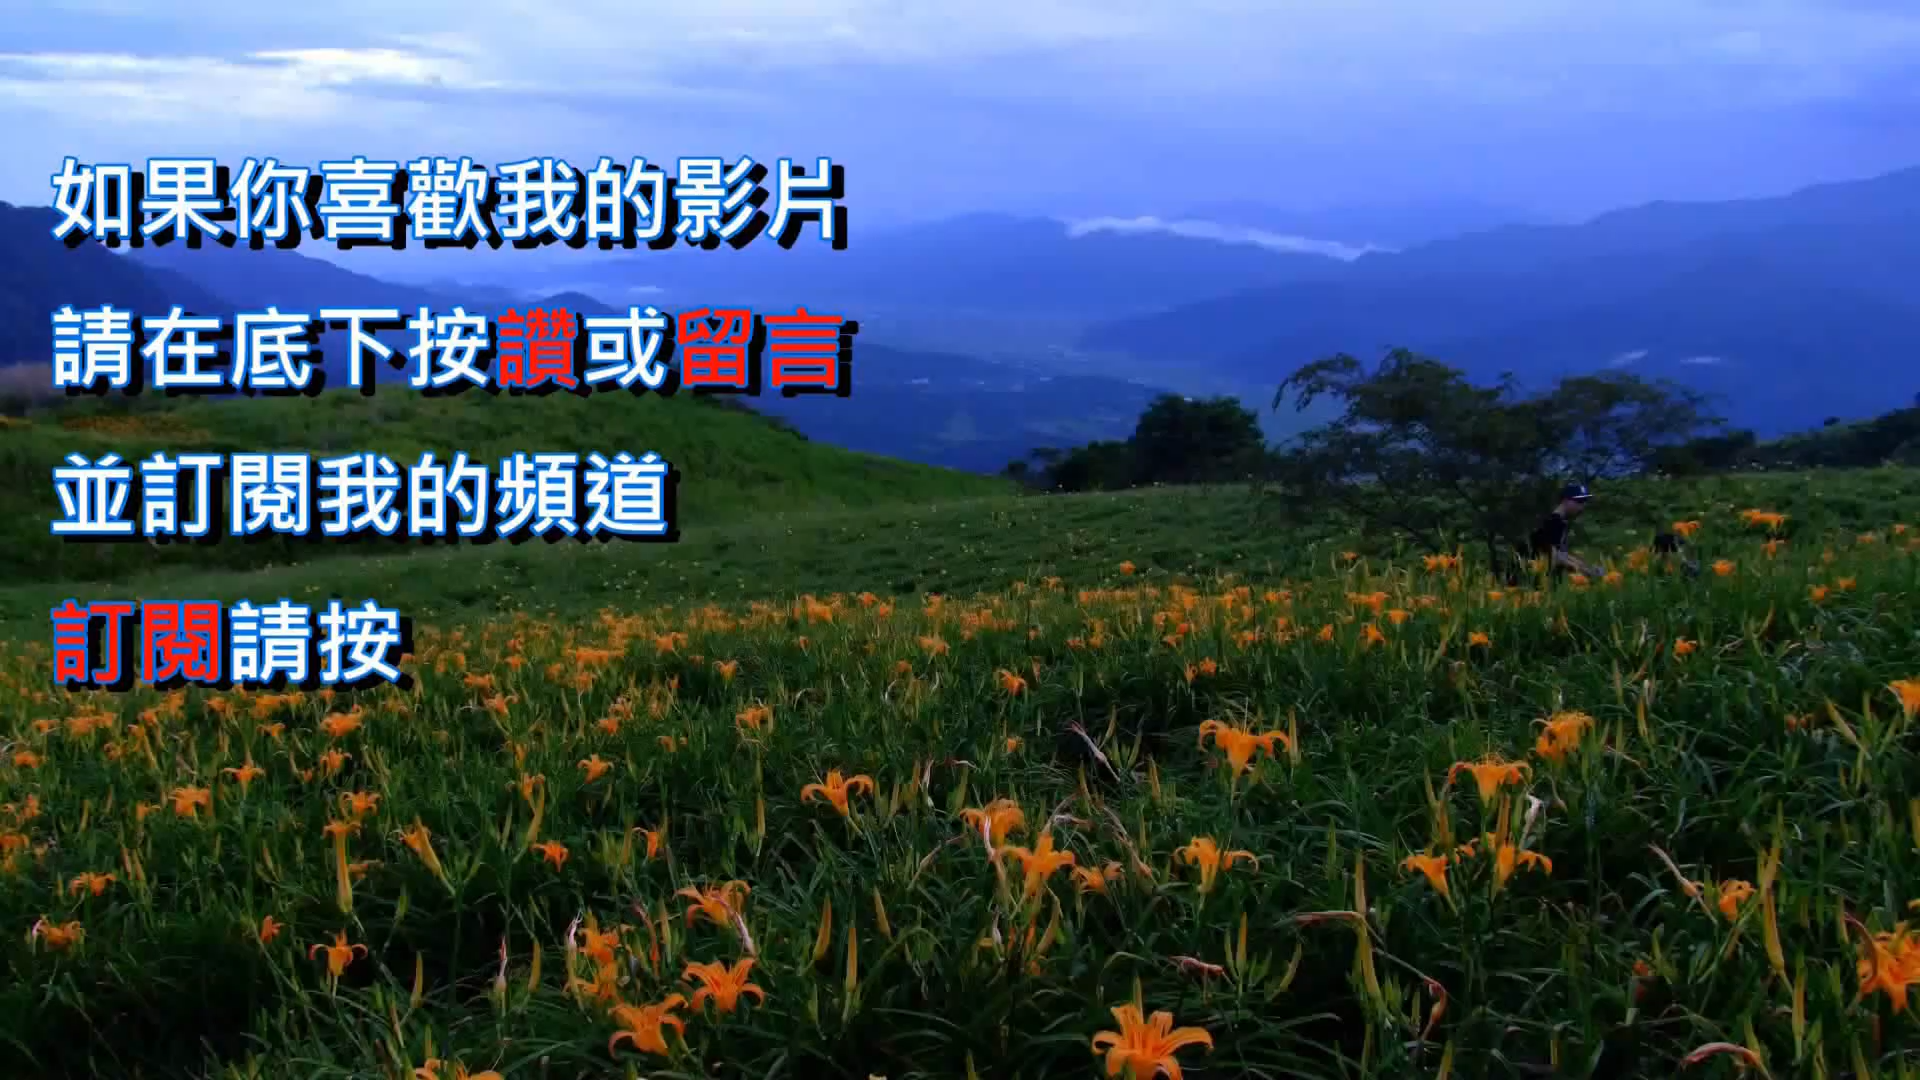 如果你喜歡我的影片
請在底下按讚或留言
並訂閱我的頻道
訂閱請按